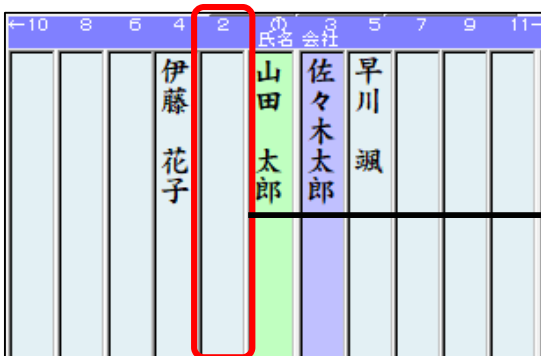 ←10 8 6 4 2 ① 3 5 7 9 11→
氏名 会社
伊藤 花子
山田 太郎
佐々木太郎
早川 颯